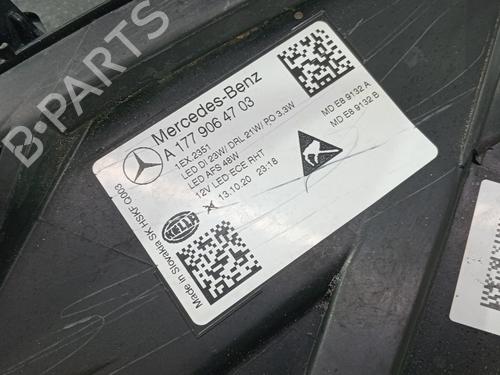 B-PARTS
Mercedes-Benz
A 177 906 47 03
1EX 2351
LED DI 23W/ DRL 21W/ PO 3.3W
LED AFS 48W
12V LED ECE RHT
13.10.20 23:18
MD E8 9132 A
MD E8 9132 B
HELLA
Made in Slovakia SK HSKF Q003